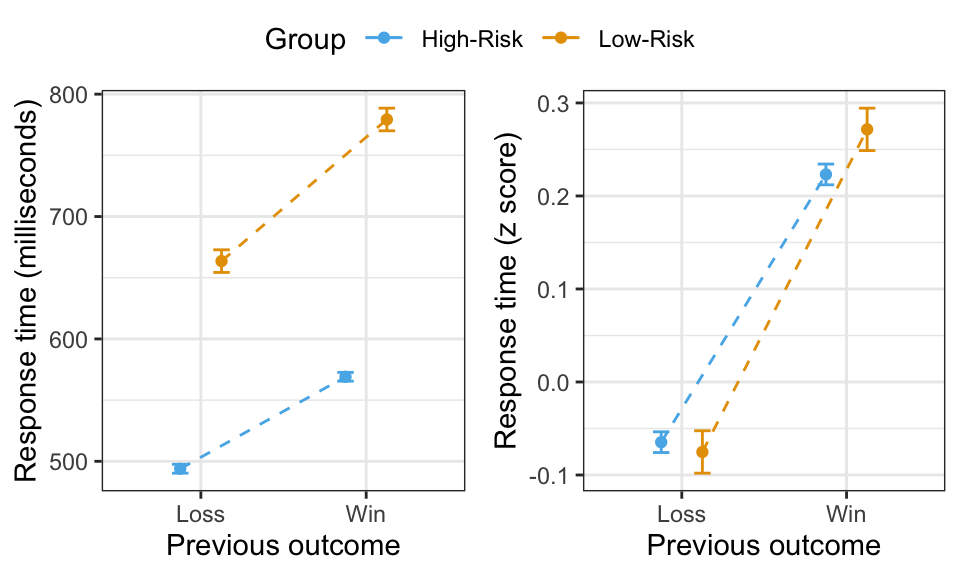 Group High-Risk Low-Risk
Response time (milliseconds)
800
700
600
500
Loss Win
Previous outcome
Response time (z score)
0.3
0.2
0.1
0.0
-0.1
Loss Win
Previous outcome